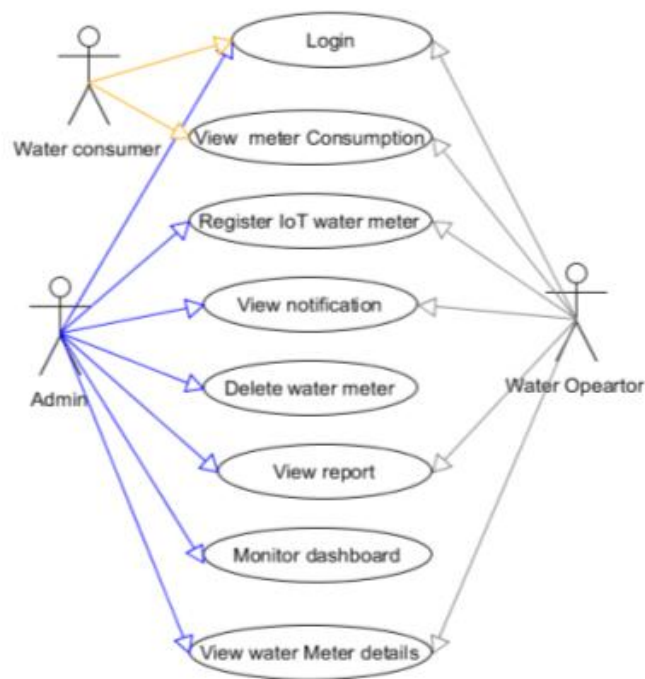 Login
Water consumer
View meter Consumption
Register IoT water meter
View notification
Delete water meter
Admin
Water Opeartor
View report
Monitor dashboard
View water Meter details